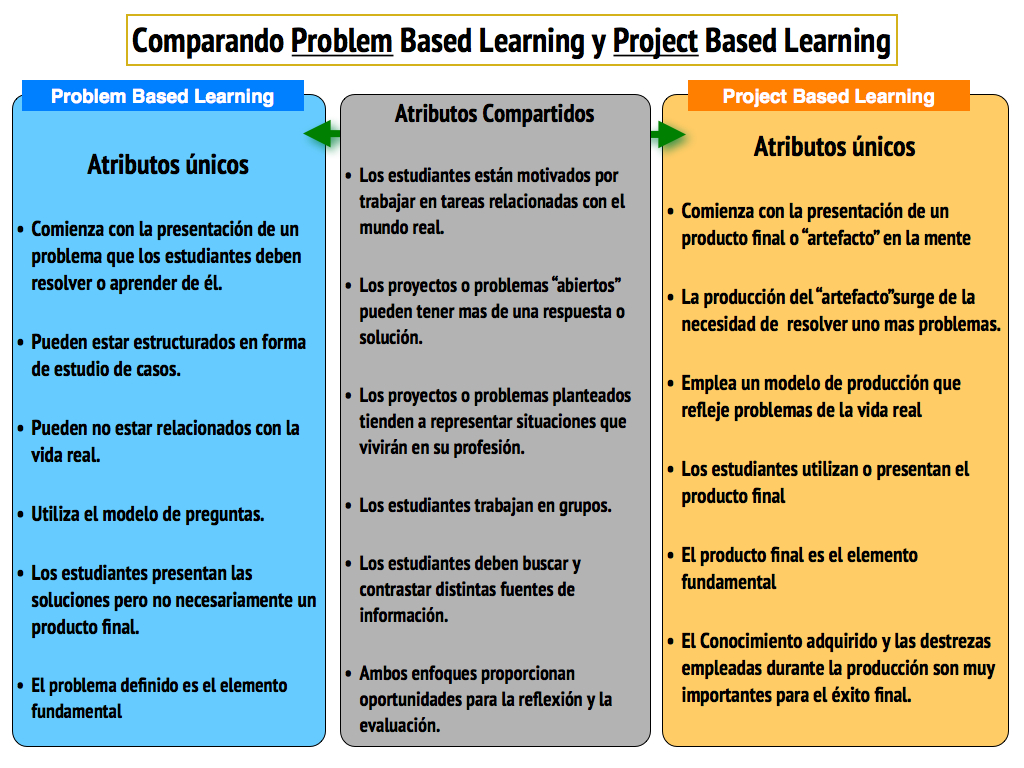 Comparando Problem Based Learning y Project Based Learning
Problem Based Learning
Atributos únicos
• Comienza con la presentación de un
problema que los estudiantes deben
resolver o aprender de él.
• Pueden estar estructurados en forma
de estudio de casos.
• Pueden no estar relacionados con la
vida real.
• Utiliza el modelo de preguntas.
• Los estudiantes presentan las
soluciones pero no necesariamente un
producto final.
• El problema definido es el elemento
fundamental
Atributos Compartidos
• Los estudiantes están motivados por
trabajar en tareas relacionadas con el
mundo real.
• Los proyectos o problemas “abiertos”
pueden tener mas de una respuesta o
solución.
• Los proyectos o problemas planteados
tienden a representar situaciones que
vivirán en su profesión.
• Los estudiantes trabajan en grupos.
• Los estudiantes deben buscar y
contrastar distintas fuentes de
información.
• Ambos enfoques proporcionan
oportunidades para la reflexión y la
evaluación.
Project Based Learning
Atributos únicos
• Comienza con la presentación de un
producto final o “artefacto” en la mente
• La producción del “artefacto”surge de la
necesidad de resolver uno mas problemas.
• Emplea un modelo de producción que
refleje problemas de la vida real
• Los estudiantes utilizan o presentan el
producto final
• El producto final es el elemento
fundamental
• El Conocimiento adquirido y las destrezas
empleadas durante la producción son muy
importantes para el éxito final.